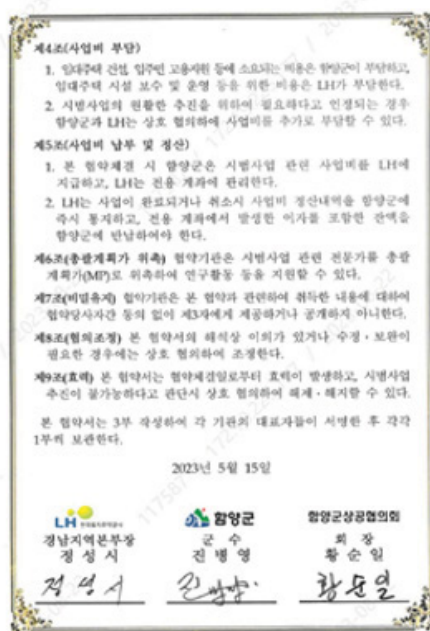 제4조(사업비 부담)
1. 임대주택 건설, 입주민 고용지원 등에 소요되는 비용은 함양군이 부담하고,
임대주택 시설 보수 및 운영 등을 위한 비용은 LH가 부담한다.
2. 시범사업의 원활한 추진을 위하여 필요하다고 인정되는 경우
함양군과 LH는 상호 협의하에 사업비를 추가로 부담할 수 있다.
제5조(사업비 납부 및 정산)
1. 본 협약체결 시 함양군은 시범사업 관련 사업비를 LH에
지급하고, LH는 전용 계좌에 관리한다.
2. LH는 사업이 완료되거나 취소시 사업비 정산내역을 함양군에
즉시 통지하고, 전용 계좌에서 발생한 이자를 포함한 잔액을
함양군에 반납하여야 한다.
제6조(총괄계획가 위촉) 협약기관은 시범사업 관련 전문가를 총괄
계획가(MP)로 위촉하여 연구활동 등을 지원할 수 있다.
제7조(비밀유지) 협약기관은 본 협약과 관련하여 취득한 내용에 대하여
협약당사자간 동의 없이 제3자에게 제공하거나 공개하지 아니한다.
제8조(협의조정) 본 협약서의 해석상 이의가 있거나 수정·보완이
필요한 경우에는 상호 협의하여 조정한다.
제9조(효력) 본 협약서는 협약체결일로부터 효력이 발생하고, 시범사업
추진이 불가능하다고 판단시 상호 협의하여 해제·해지할 수 있다.
본 협약서는 3부 작성하여 각 기관의 대표자들이 서명한 후 각각
1부씩 보관한다.
2023년 5월 15일
LH 한국토지주택공사 함양군 함양군상공협의회
경남지역본부장 군 수 회 장
정성시 진병영 황순일
황순일